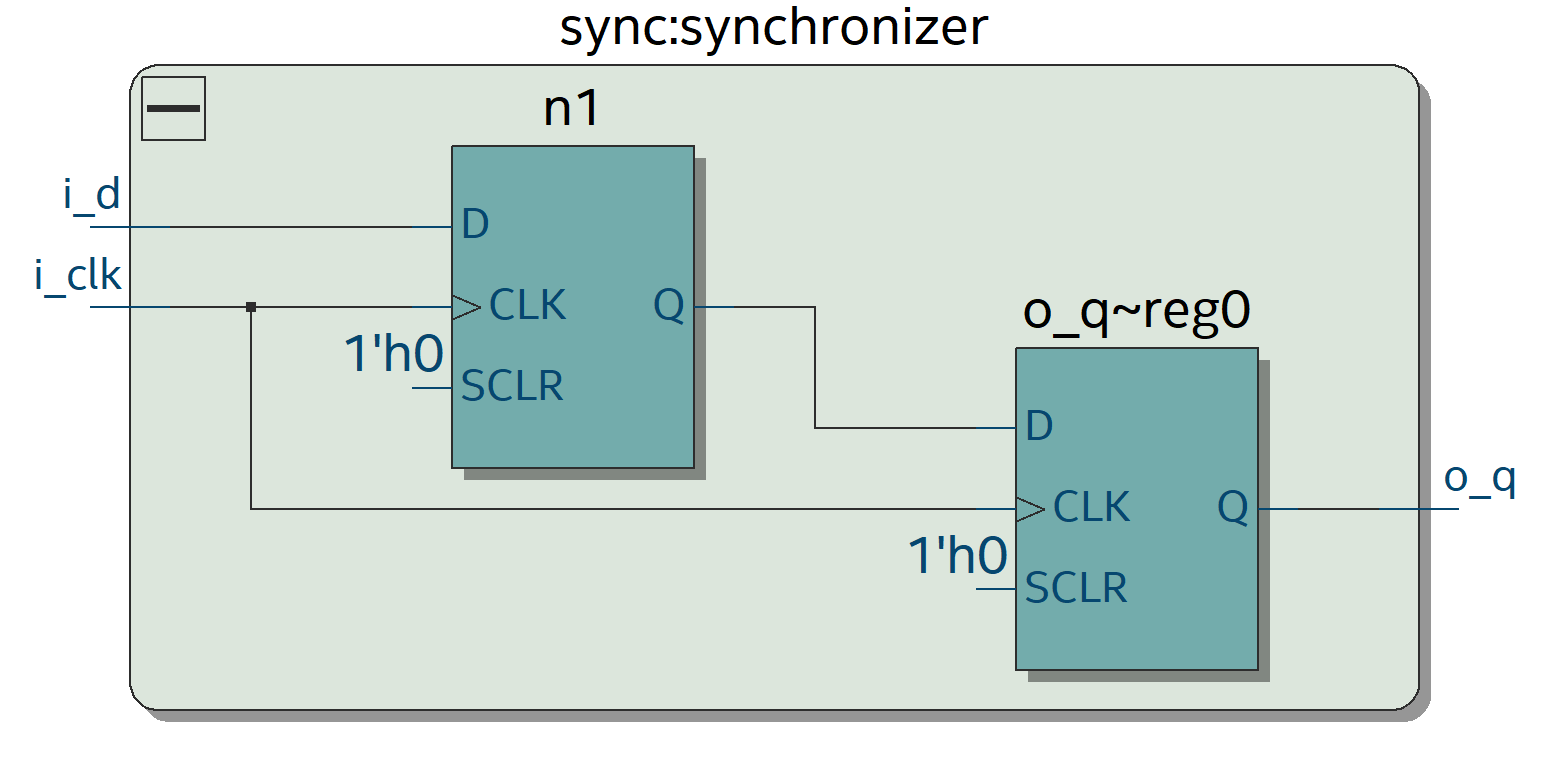 sync:synchronizer
n1
i_d
D
i_clk
CLK
Q
1'h0
SCLR
o_q~reg0
D
CLK
Q
o_q
1'h0
SCLR